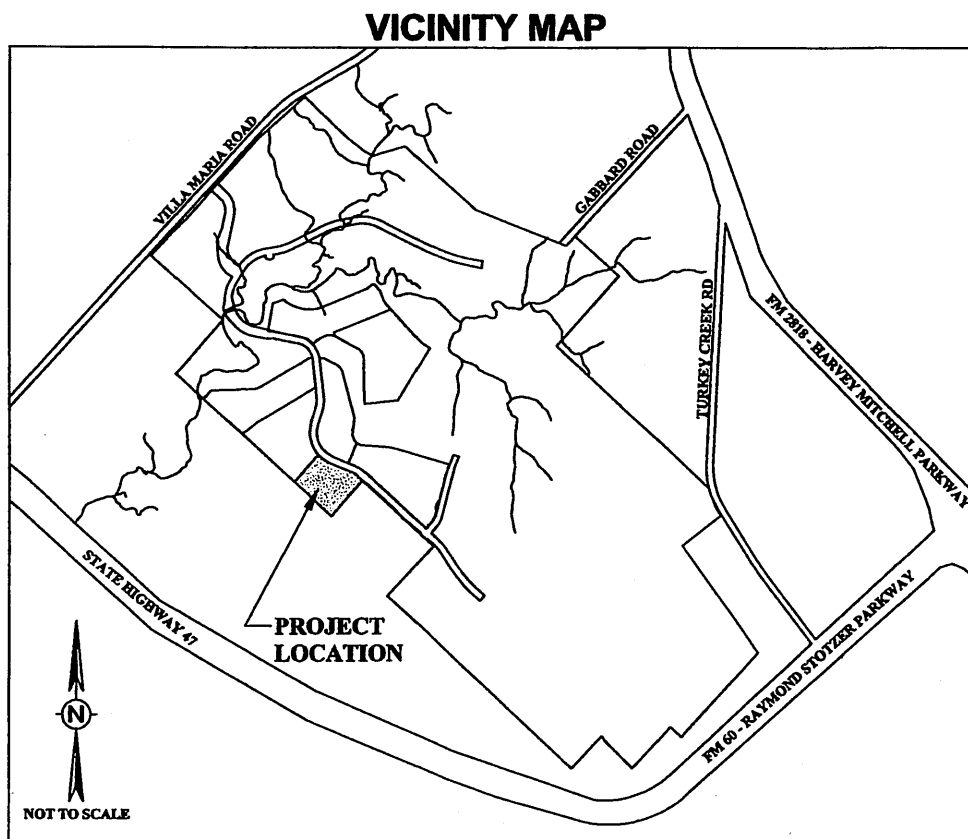 VICINITY MAP
VILLA MARIA ROAD
GABBARD ROAD
TURKEY CREEK RD
FM 2818 - HARVEY MITCHELL PARKWAY
STATE HIGHWAY 47
PROJECT
LOCATION
FM 60 - RAYMOND STOTZER PARKWAY
N
NOT TO SCALE